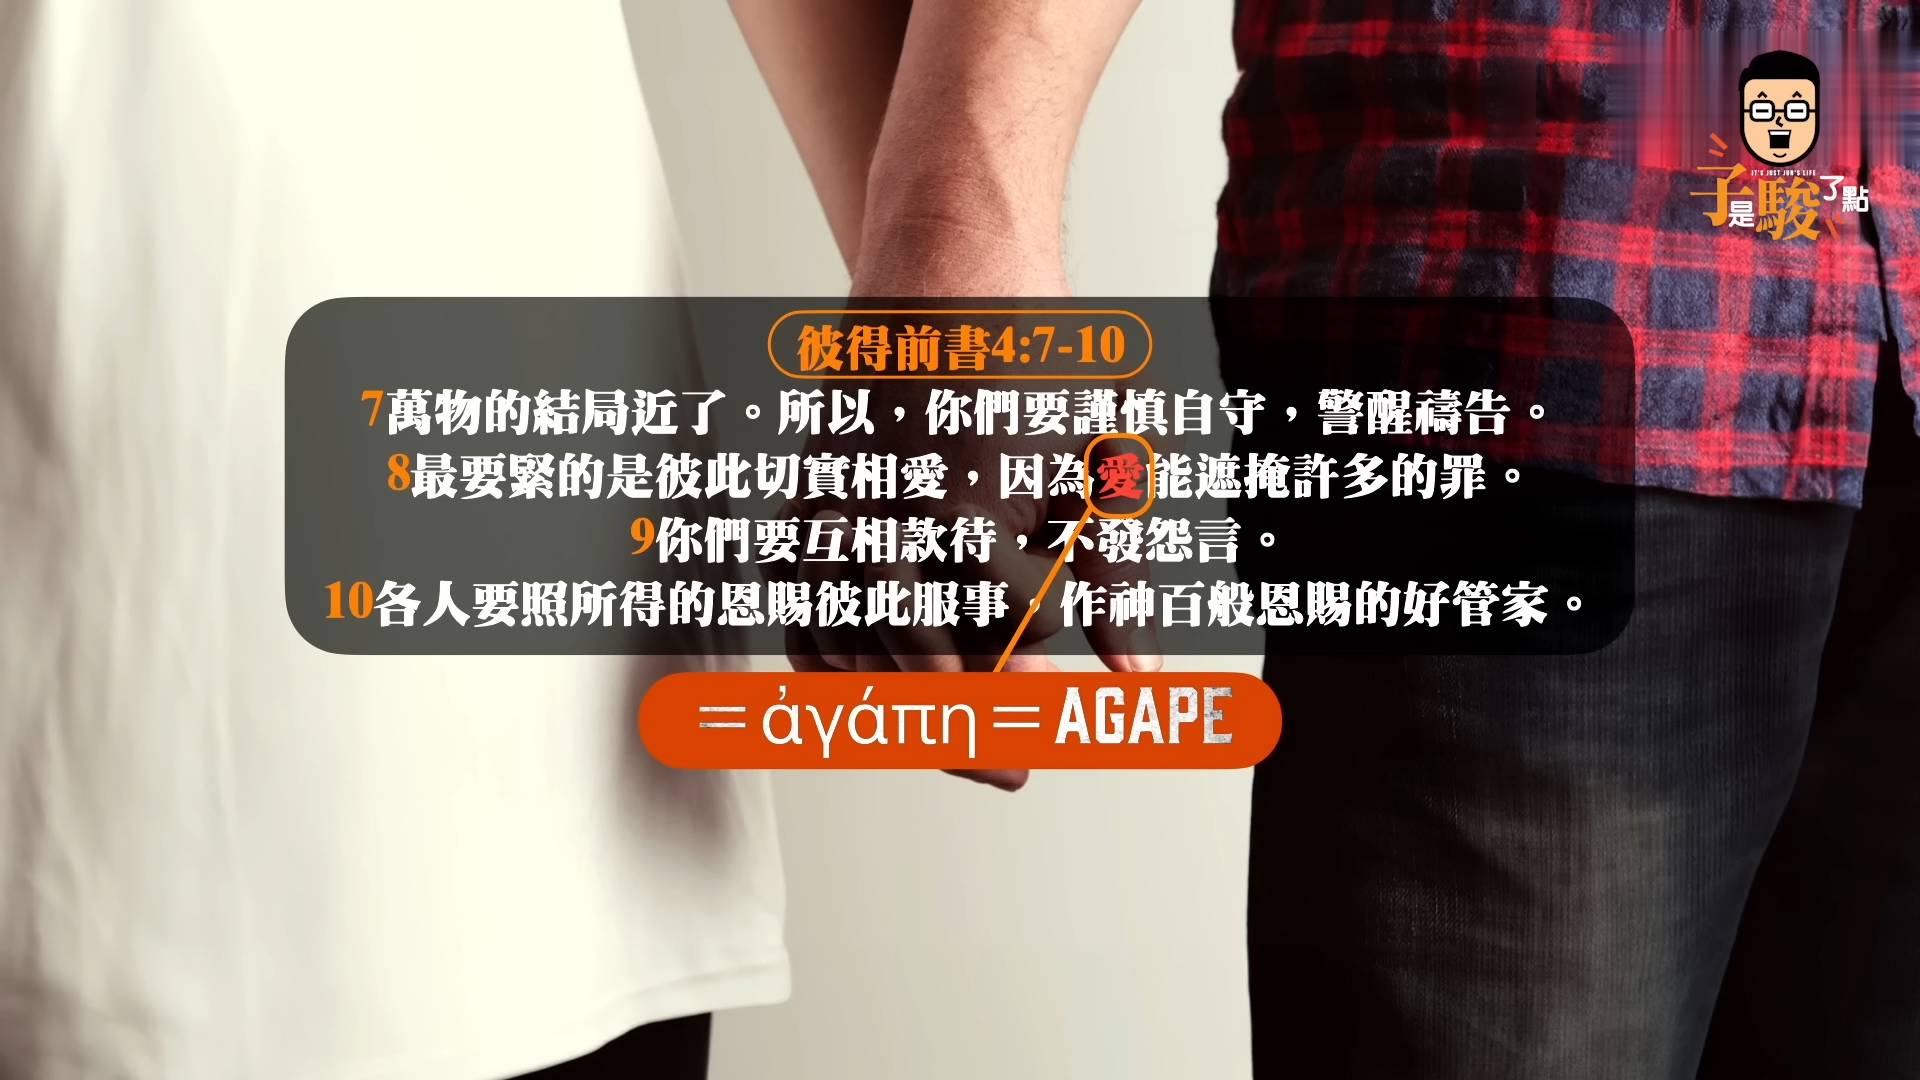 IT'S JUST JUN'S LIFE
子是駿了點
彼得前書4:7-10
7萬物的結局近了。所以，你們要謹慎自守，警醒禱告。
8最要緊的是彼此切實相愛，因為愛能遮掩許多的罪。
9你們要互相款待，不發怨言。
10各人要照所得的恩賜彼此服事，作神百般恩賜的好管家。
=ἀγάπη=AGAPE